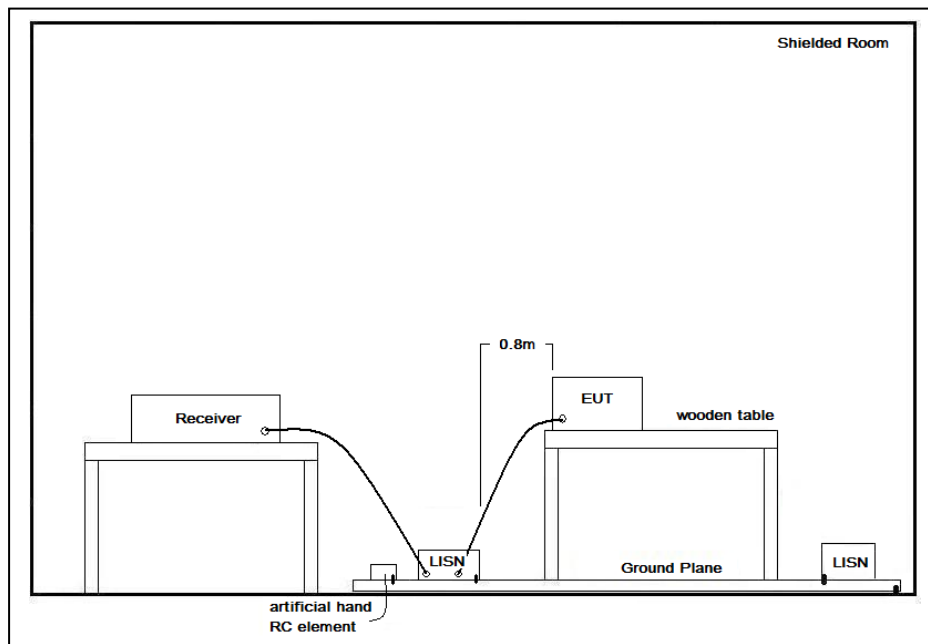 Shielded Room
0.8m
EUT
Receiver
wooden table
LISN
Ground Plane
LISN
artificial hand
RC element